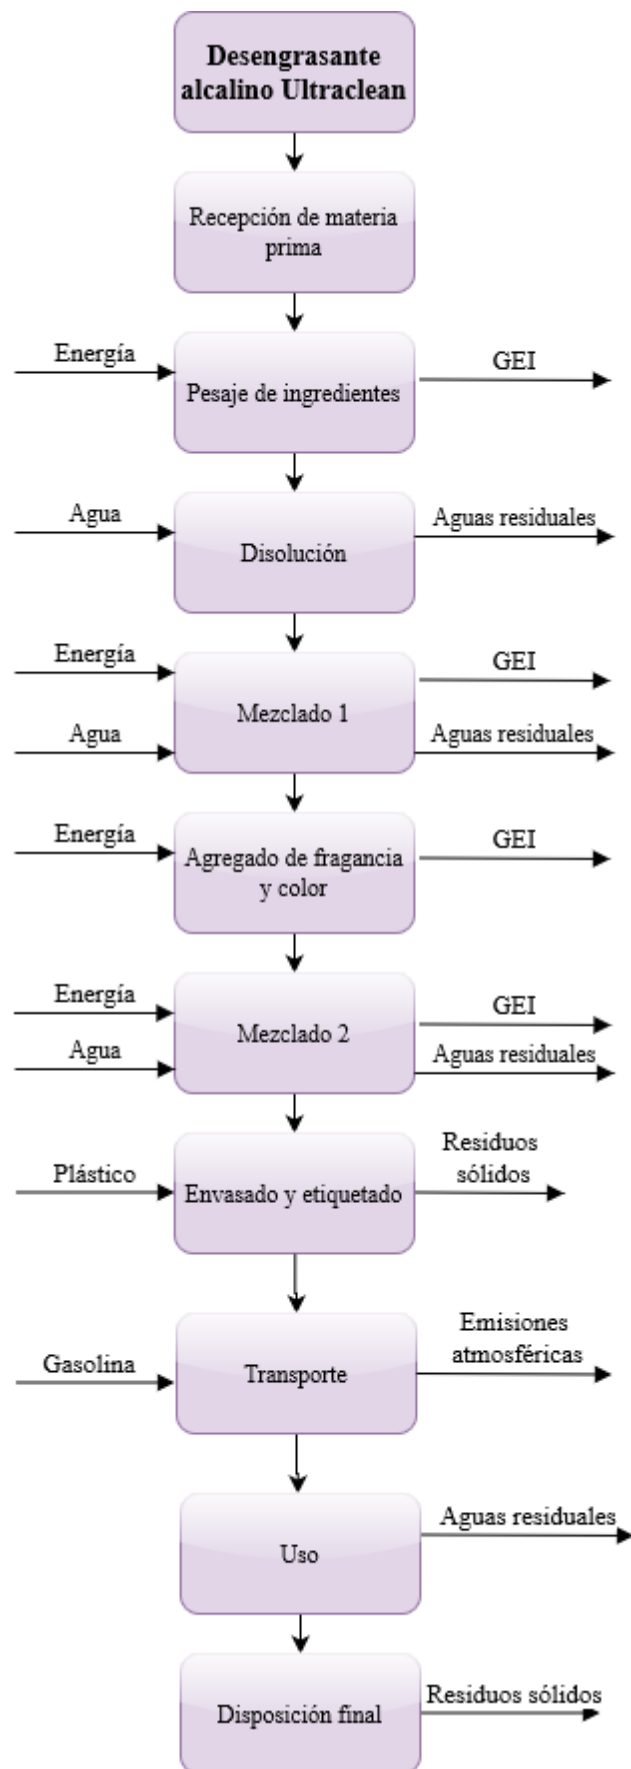 Desengrasante
alcalino Ultraclean
Recepción de materia
prima
Energía
GEI
Pesaje de ingredientes
Agua
Aguas residuales
Disolución
Energía
GEI
Mezclado 1
Agua
Aguas residuales
Energía
GEI
Agregado de fragancia
y color
Energía
GEI
Mezclado 2
Agua
Aguas residuales
Plástico
Residuos
sólidos
Envasado y etiquetado
Gasolina
Emisiones
atmosféricas
Transporte
Aguas residuales
Uso
Residuos sólidos
Disposición final